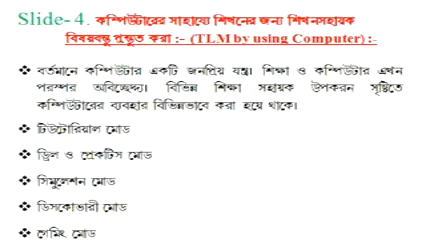 Slide- 4. কম্পিউটারের সাহায্যে শিখনের জন্য শিখনসহায়ক
বিষয়বস্তু প্রস্তুত করা :- (TLM by using Computer) :-
❖ বর্তমানে কম্পিউটার একটি জনপ্রিয় যন্ত্র। শিক্ষা ও কম্পিউটার এখন
পরস্পর অবিচ্ছেদ্য। বিভিন্ন শিক্ষা সহায়ক উপকরন সৃষ্টিতে
কম্পিউটারের ব্যবহার বিভিন্নভাবে করা হয়ে থাকে।
❖ টিউটোরিয়াল মোড
❖ ড্রিল ও প্রেকটিস মোড
❖ সিমুলেশন মোড
❖ ডিসকোভারী মোড
❖ গেমিং মোড